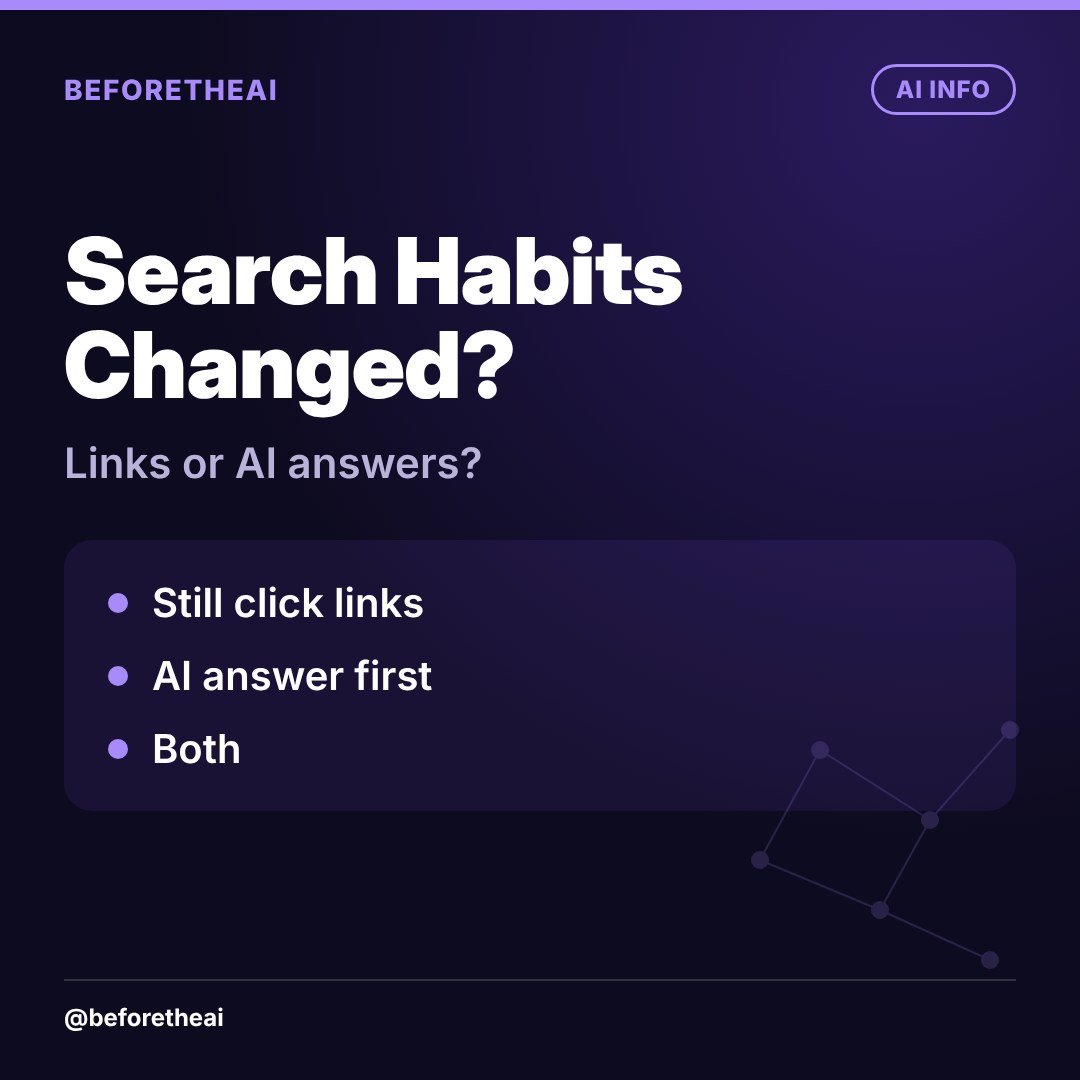 BEFORETHEAI
AI INFO
Search Habits
Changed?
Links or AI answers?
Still click links
AI answer first
Both
@beforetheai